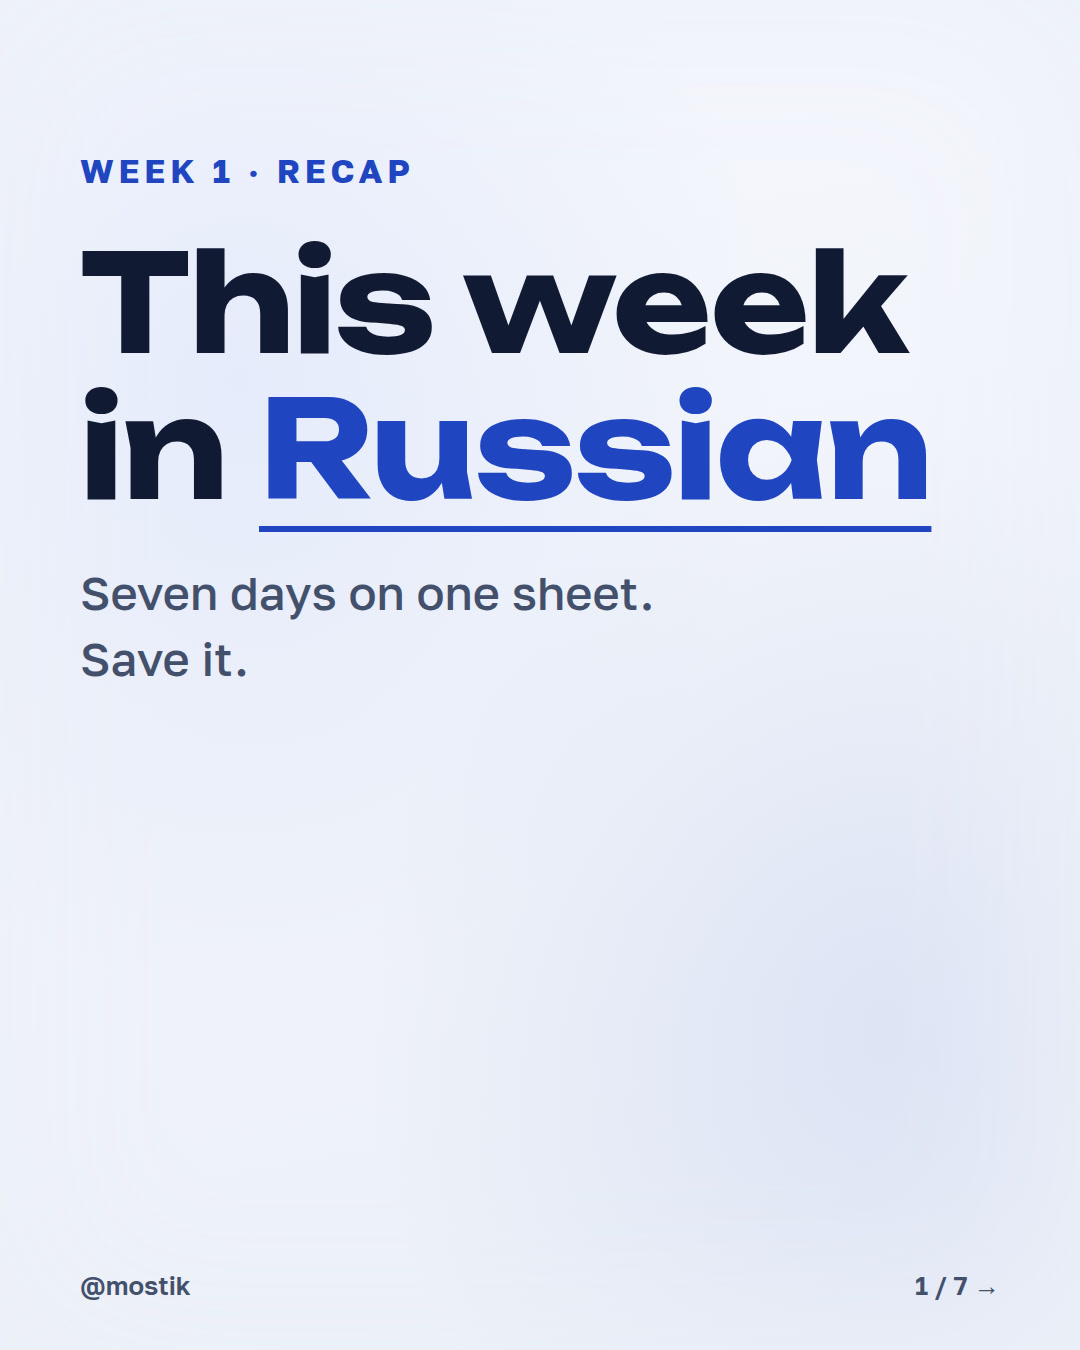 WEEK 1 · RECAP
This week
in Russian
Seven days on one sheet.
Save it.
@mostik
1 / 7 →